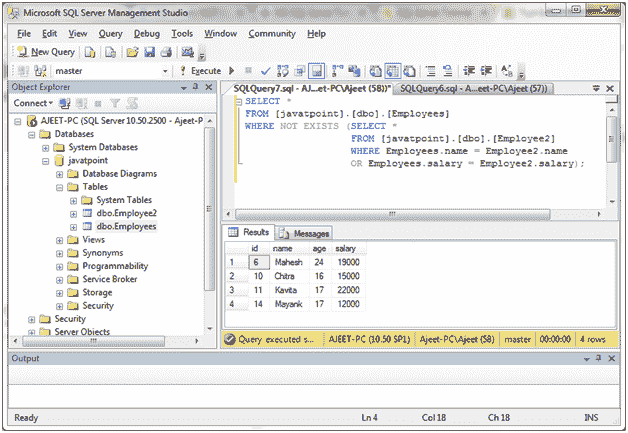 Microsoft SQL Server Management Studio
File Edit View Query Debug Tools Window Community Help
New Query
master Execute
Object Explorer
Connect
AJEET-PC (SQL Server 10.50.2500 - Ajeet-P
Databases
System Databases
javatpoint
Database Diagrams
Tables
System Tables
dbo.Employee2
dbo.Employees
Views
Synonyms
Programmability
Service Broker
Storage
Security
Security
Server Objects
SQLQuery7.sql - AJ...eet-PC\Ajeet (58))* SQLQuery6.sql - A...eet-PC\Ajeet (57))
SELECT *
FROM [javatpoint].[dbo].[Employees]
WHERE NOT EXISTS (SELECT *
FROM [javatpoint].[dbo].[Employee2]
WHERE Employees.name = Employee2.name
OR Employees.salary = Employee2.salary);
Results Messages
id name age salary
1 6 Mahesh 24 19000
2 10 Chitra 16 15000
3 11 Kavita 17 22000
4 14 Mayank 17 12000
Query executed s... AJEET-PC (10.50 SP1) Ajeet-PC\Ajeet (58) master 00:00:00 4 rows
Output
Ready Ln 4 Col 18 Ch 18 INS